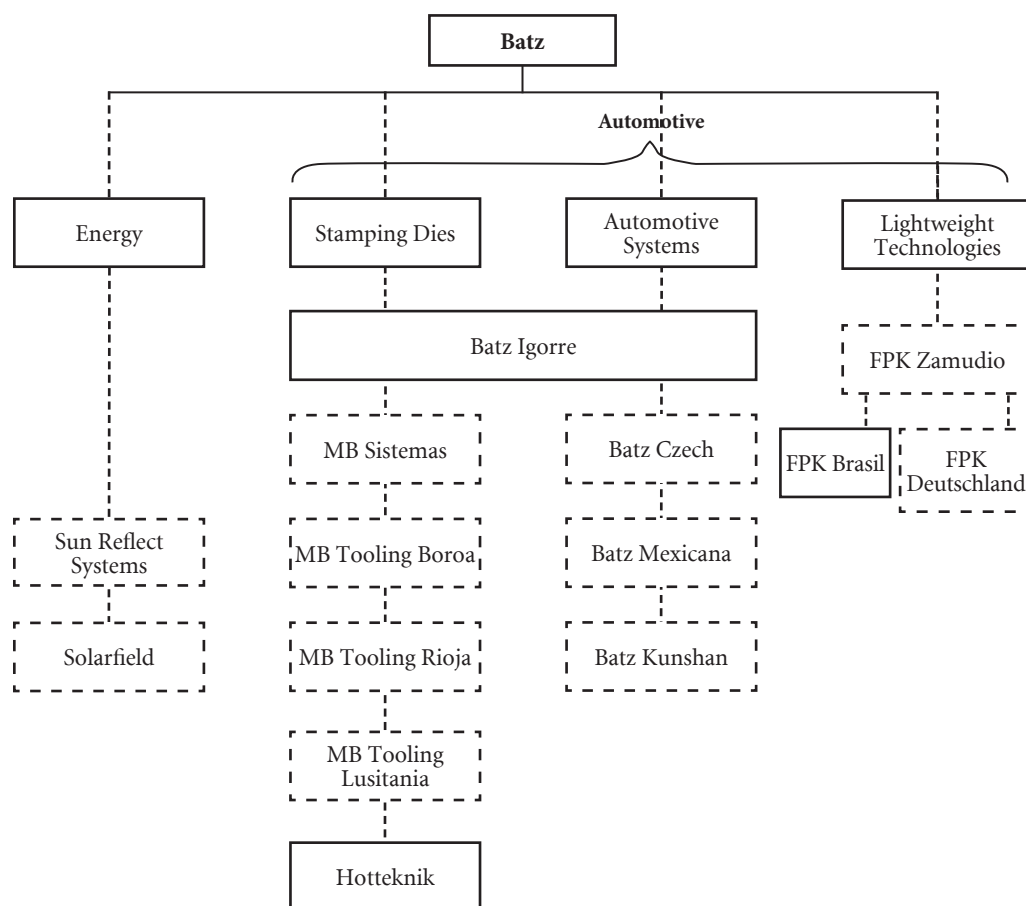 Batz
Automotive
Energy
Stamping Dies
Automotive
Systems
Lightweight
Technologies
Batz Igorre
FPK Zamudio
MB Sistemas
Batz Czech
FPK Brasil
FPK
Deutschland
Sun Reflect
Systems
MB Tooling Boroa
Batz Mexicana
Solarfield
MB Tooling Rioja
Batz Kunshan
MB Tooling
Lusitania
Hotteknik